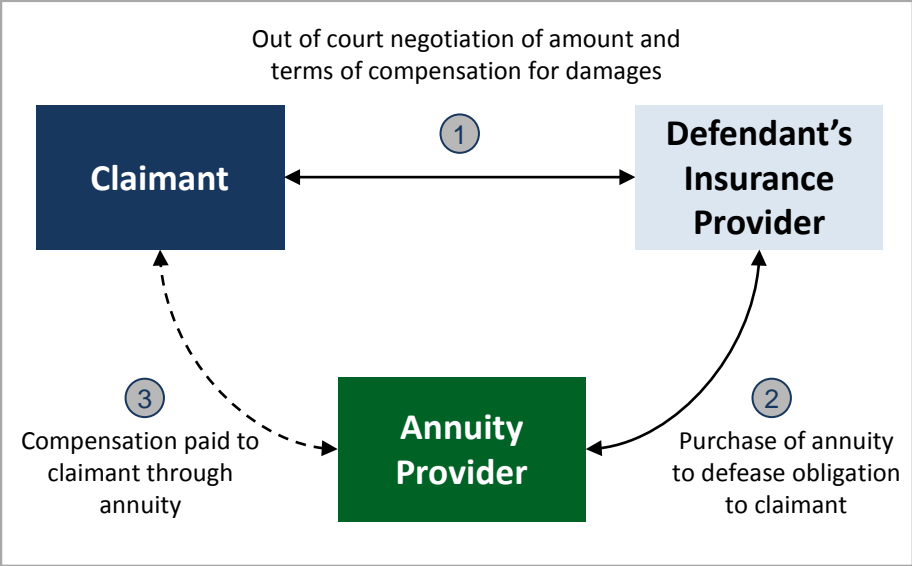 Out of court negotiation of amount and
terms of compensation for damages
1
Claimant
Defendant's
Insurance
Provider
3
Compensation paid to
claimant through
annuity
Annuity
Provider
2
Purchase of annuity
to defease obligation
to claimant